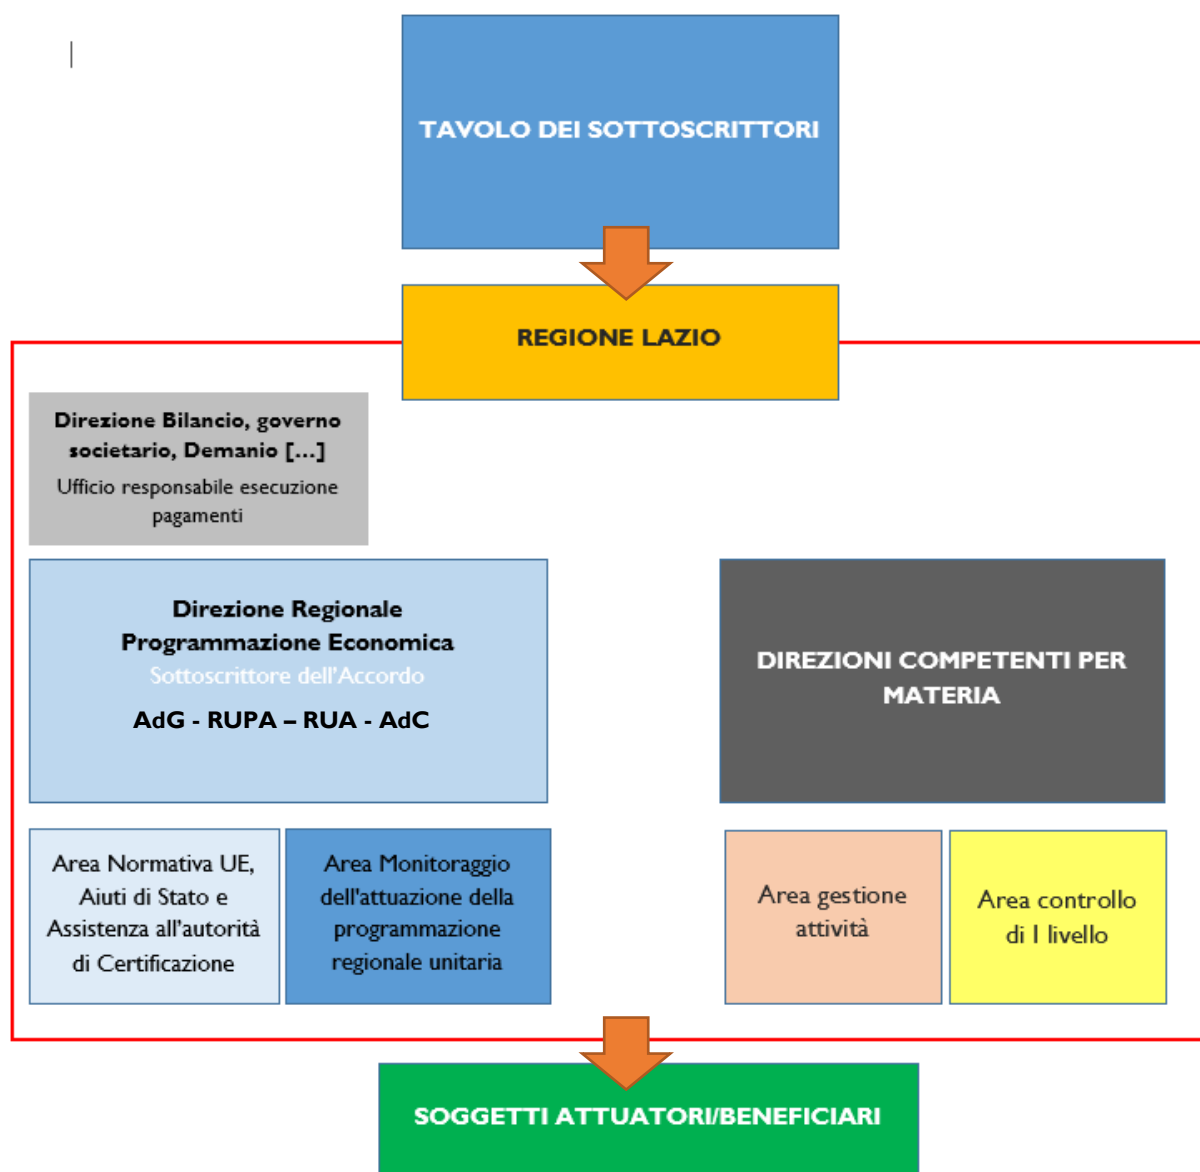 TAVOLO DEI SOTTOSCRITTORI
REGIONE LAZIO
Direzione Bilancio, governo
societario, Demanio [...]
Ufficio responsabile esecuzione
pagamenti
Direzione Regionale
Programmazione Economica
Sottoscrittore dell'Accordo
AdG - RUPA – RUA - AdC
DIREZIONI COMPETENTI PER
MATERIA
Area Normativa UE,
Aiuti di Stato e
Assistenza all'autorità
di Certificazione
Area Monitoraggio
dell'attuazione della
programmazione
regionale unitaria
Area gestione
attività
Area controllo
di I livello
SOGGETTI ATTUATORI/BENEFICIARI